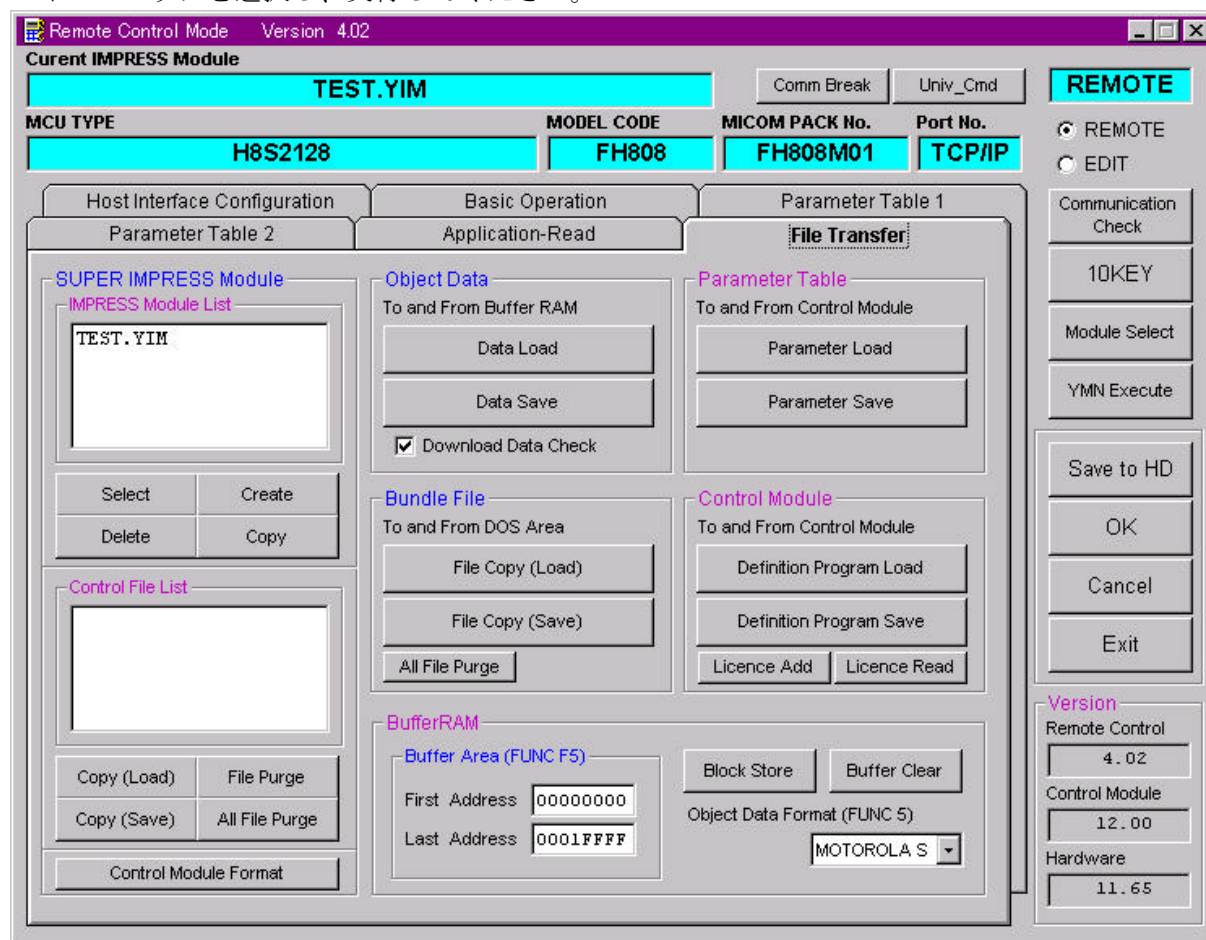 Remote Control Mode Version 4.02
Curent IMPRESS Module
TEST.YIM
Comm Break
Univ_Cmd
REMOTE
MCU TYPE
MODEL CODE
MICOM PACK No.
Port No.
H8S2128
FH808
FH808M01
TCP/IP
REMOTE
EDIT
Host Interface Configuration
Basic Operation
Parameter Table 1
Parameter Table 2
Application-Read
File Transfer
SUPER IMPRESS Module
IMPRESS Module List
TEST.YIM
Select
Create
Delete
Copy
Control File List
Copy (Load)
File Purge
Copy (Save)
All File Purge
Control Module Format
Object Data
To and From Buffer RAM
Data Load
Data Save
Download Data Check
Parameter Table
To and From Control Module
Parameter Load
Parameter Save
Bundle File
To and From DOS Area
File Copy (Load)
File Copy (Save)
All File Purge
Control Module
To and From Control Module
Definition Program Load
Definition Program Save
Licence Add
Licence Read
BufferRAM
Buffer Area (FUNC F5)
First Address 00000000
Last Address 0001FFFF
Block Store
Buffer Clear
Object Data Format (FUNC 5)
MOTOROLA S
Communication
Check
10KEY
Module Select
YMN Execute
Save to HD
OK
Cancel
Exit
Version
Remote Control
4.02
Control Module
12.00
Hardware
11.65